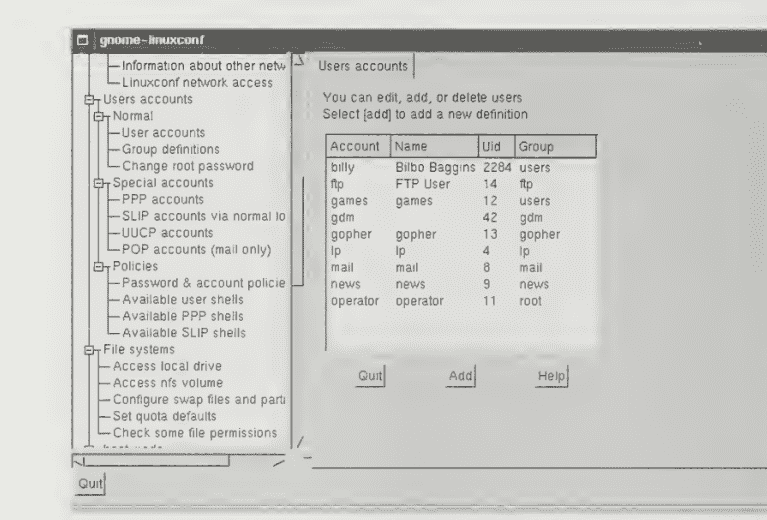 gnome-linuxconf
Information about other netw
Linuxconf network access
Users accounts
Normal
User accounts
Group definitions
Change root password
Special accounts
PPP accounts
SLIP accounts via normal lo
UUCP accounts
POP accounts (mail only)
Policies
Password & account policie
Available user shells
Available PPP shells
Available SLIP shells
File systems
Access local drive
Access nfs volume
Configure swap files and parti
Set quota defaults
Check some file permissions
Quit
Users accounts
You can edit, add, or delete users
Select [add] to add a new definition
Account Name Uid Group
billy Bilbo Baggins 2284 users
ftp FTP User 14 ftp
games games 12 users
gdm 42 gdm
gopher gopher 13 gopher
lp lp 4 lp
mail mail 8 mail
news news 9 news
operator operator 11 root
Quit Add Help